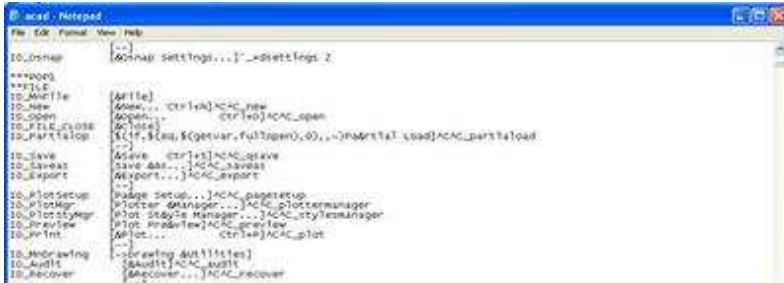 acad - Notepad
File Edit Format View Help
[--]
ID_Osnap [&Osnap Settings...]'_+dsettings 2
***POP1
**FILE
ID_MnFile [&File]
ID_New [&New... Ctrl+N]^C^C_new
ID_Open [&Open... Ctrl+O]^C^C_open
ID_FILE_CLOSE [&Close]
ID_PartialOp [$(if,$(eq,$(getvar,fullopen),0),,~)Pa&rtial Load]^C^C_partiaload
[--]
ID_Save [&Save Ctrl+S]^C^C_qsave
ID_Saveas [Save &As...]^C^C_saveas
ID_Export [&Export...]^C^C_export
[--]
ID_PlotSetup [Pa&ge Setup...]^C^C_pagesetup
ID_PlotMgr [Plotter &Manager...]^C^C_plottermanager
ID_PlotStyMgr [Plot St&yle Manager...]^C^C_stylesmanager
ID_Preview [Plot Pre&view]^C^C_preview
ID_Print [&Plot... Ctrl+P]^C^C_plot
[--]
ID_MnDrawing [->Drawing &Utilities]
ID_Audit [&Audit]^C^C_audit
ID_Recover [&Recover...]^C^C_recover